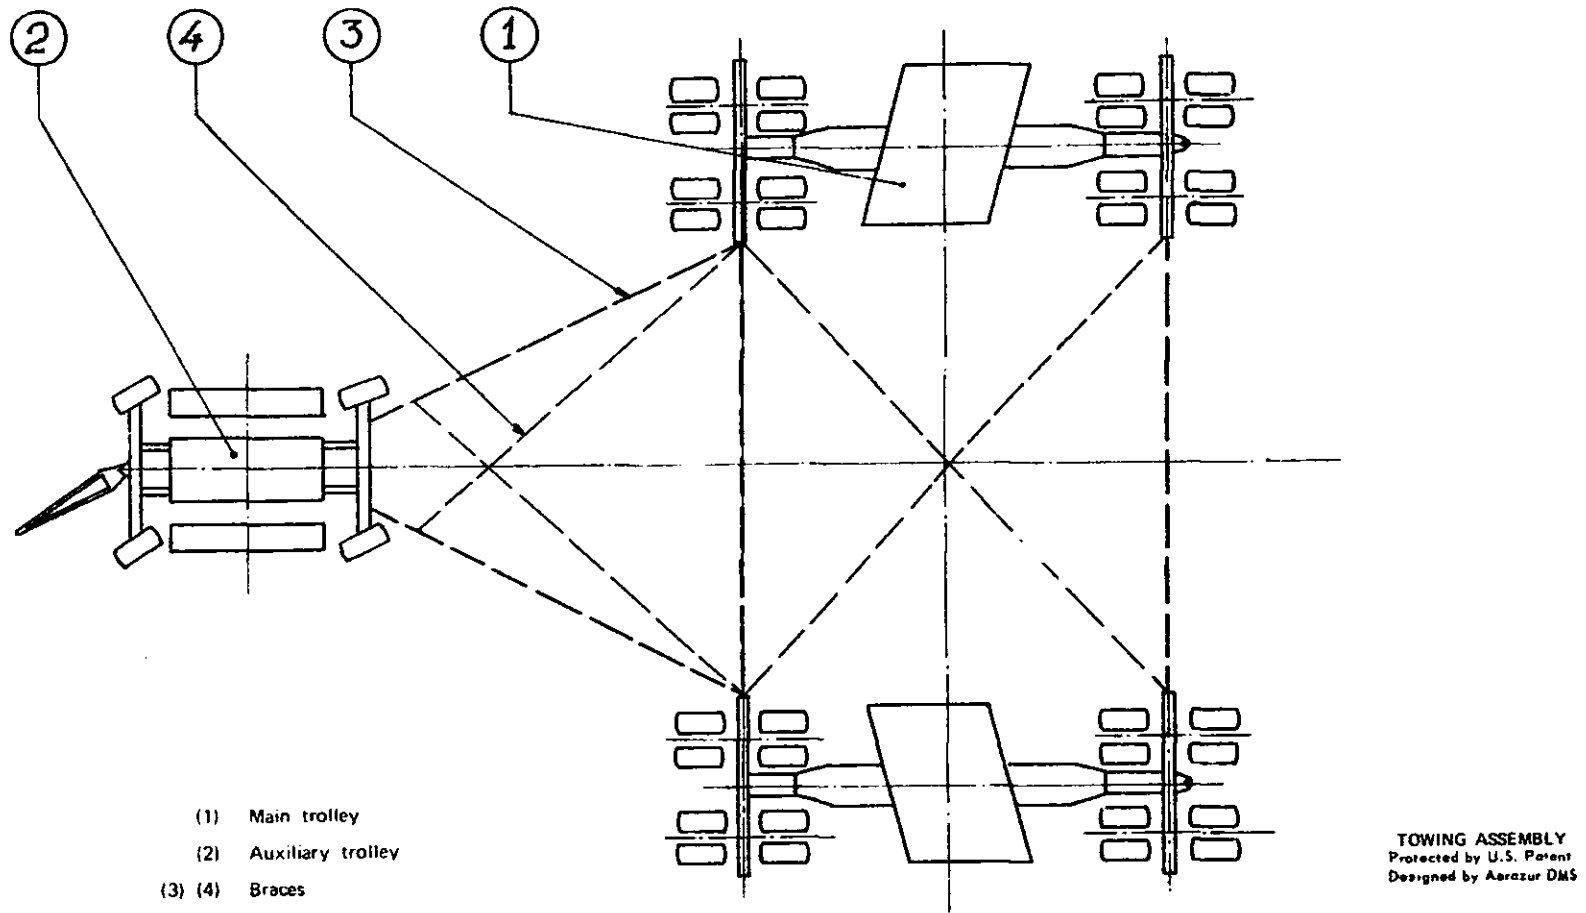 2 4 3 1
(1) Main trolley
(2) Auxiliary trolley
(3) (4) Braces
TOWING ASSEMBLY
Protected by U.S. Patent
Designed by Aerazur DMS